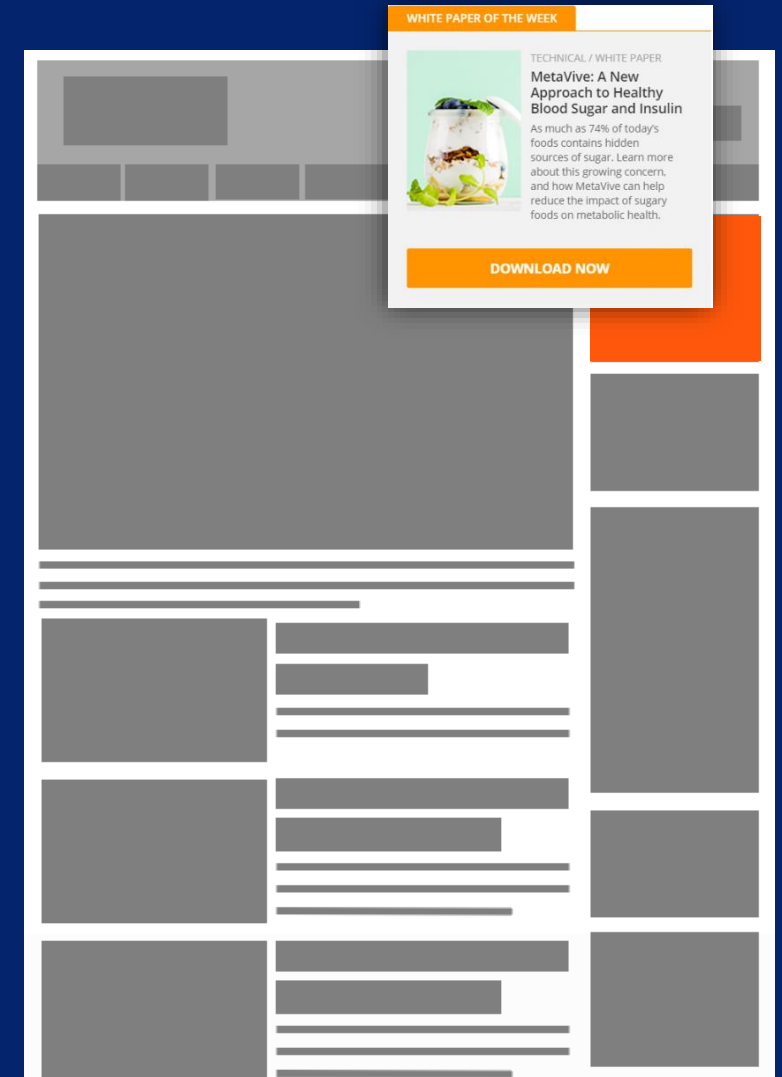 WHITE PAPER OF THE WEEK
TECHNICAL / WHITE PAPER
MetaVive: A New
Approach to Healthy
Blood Sugar and Insulin
As much as 74% of today's
foods contains hidden
sources of sugar. Learn more
about this growing concern,
and how MetaVive can help
reduce the impact of sugary
foods on metabolic health.
DOWNLOAD NOW